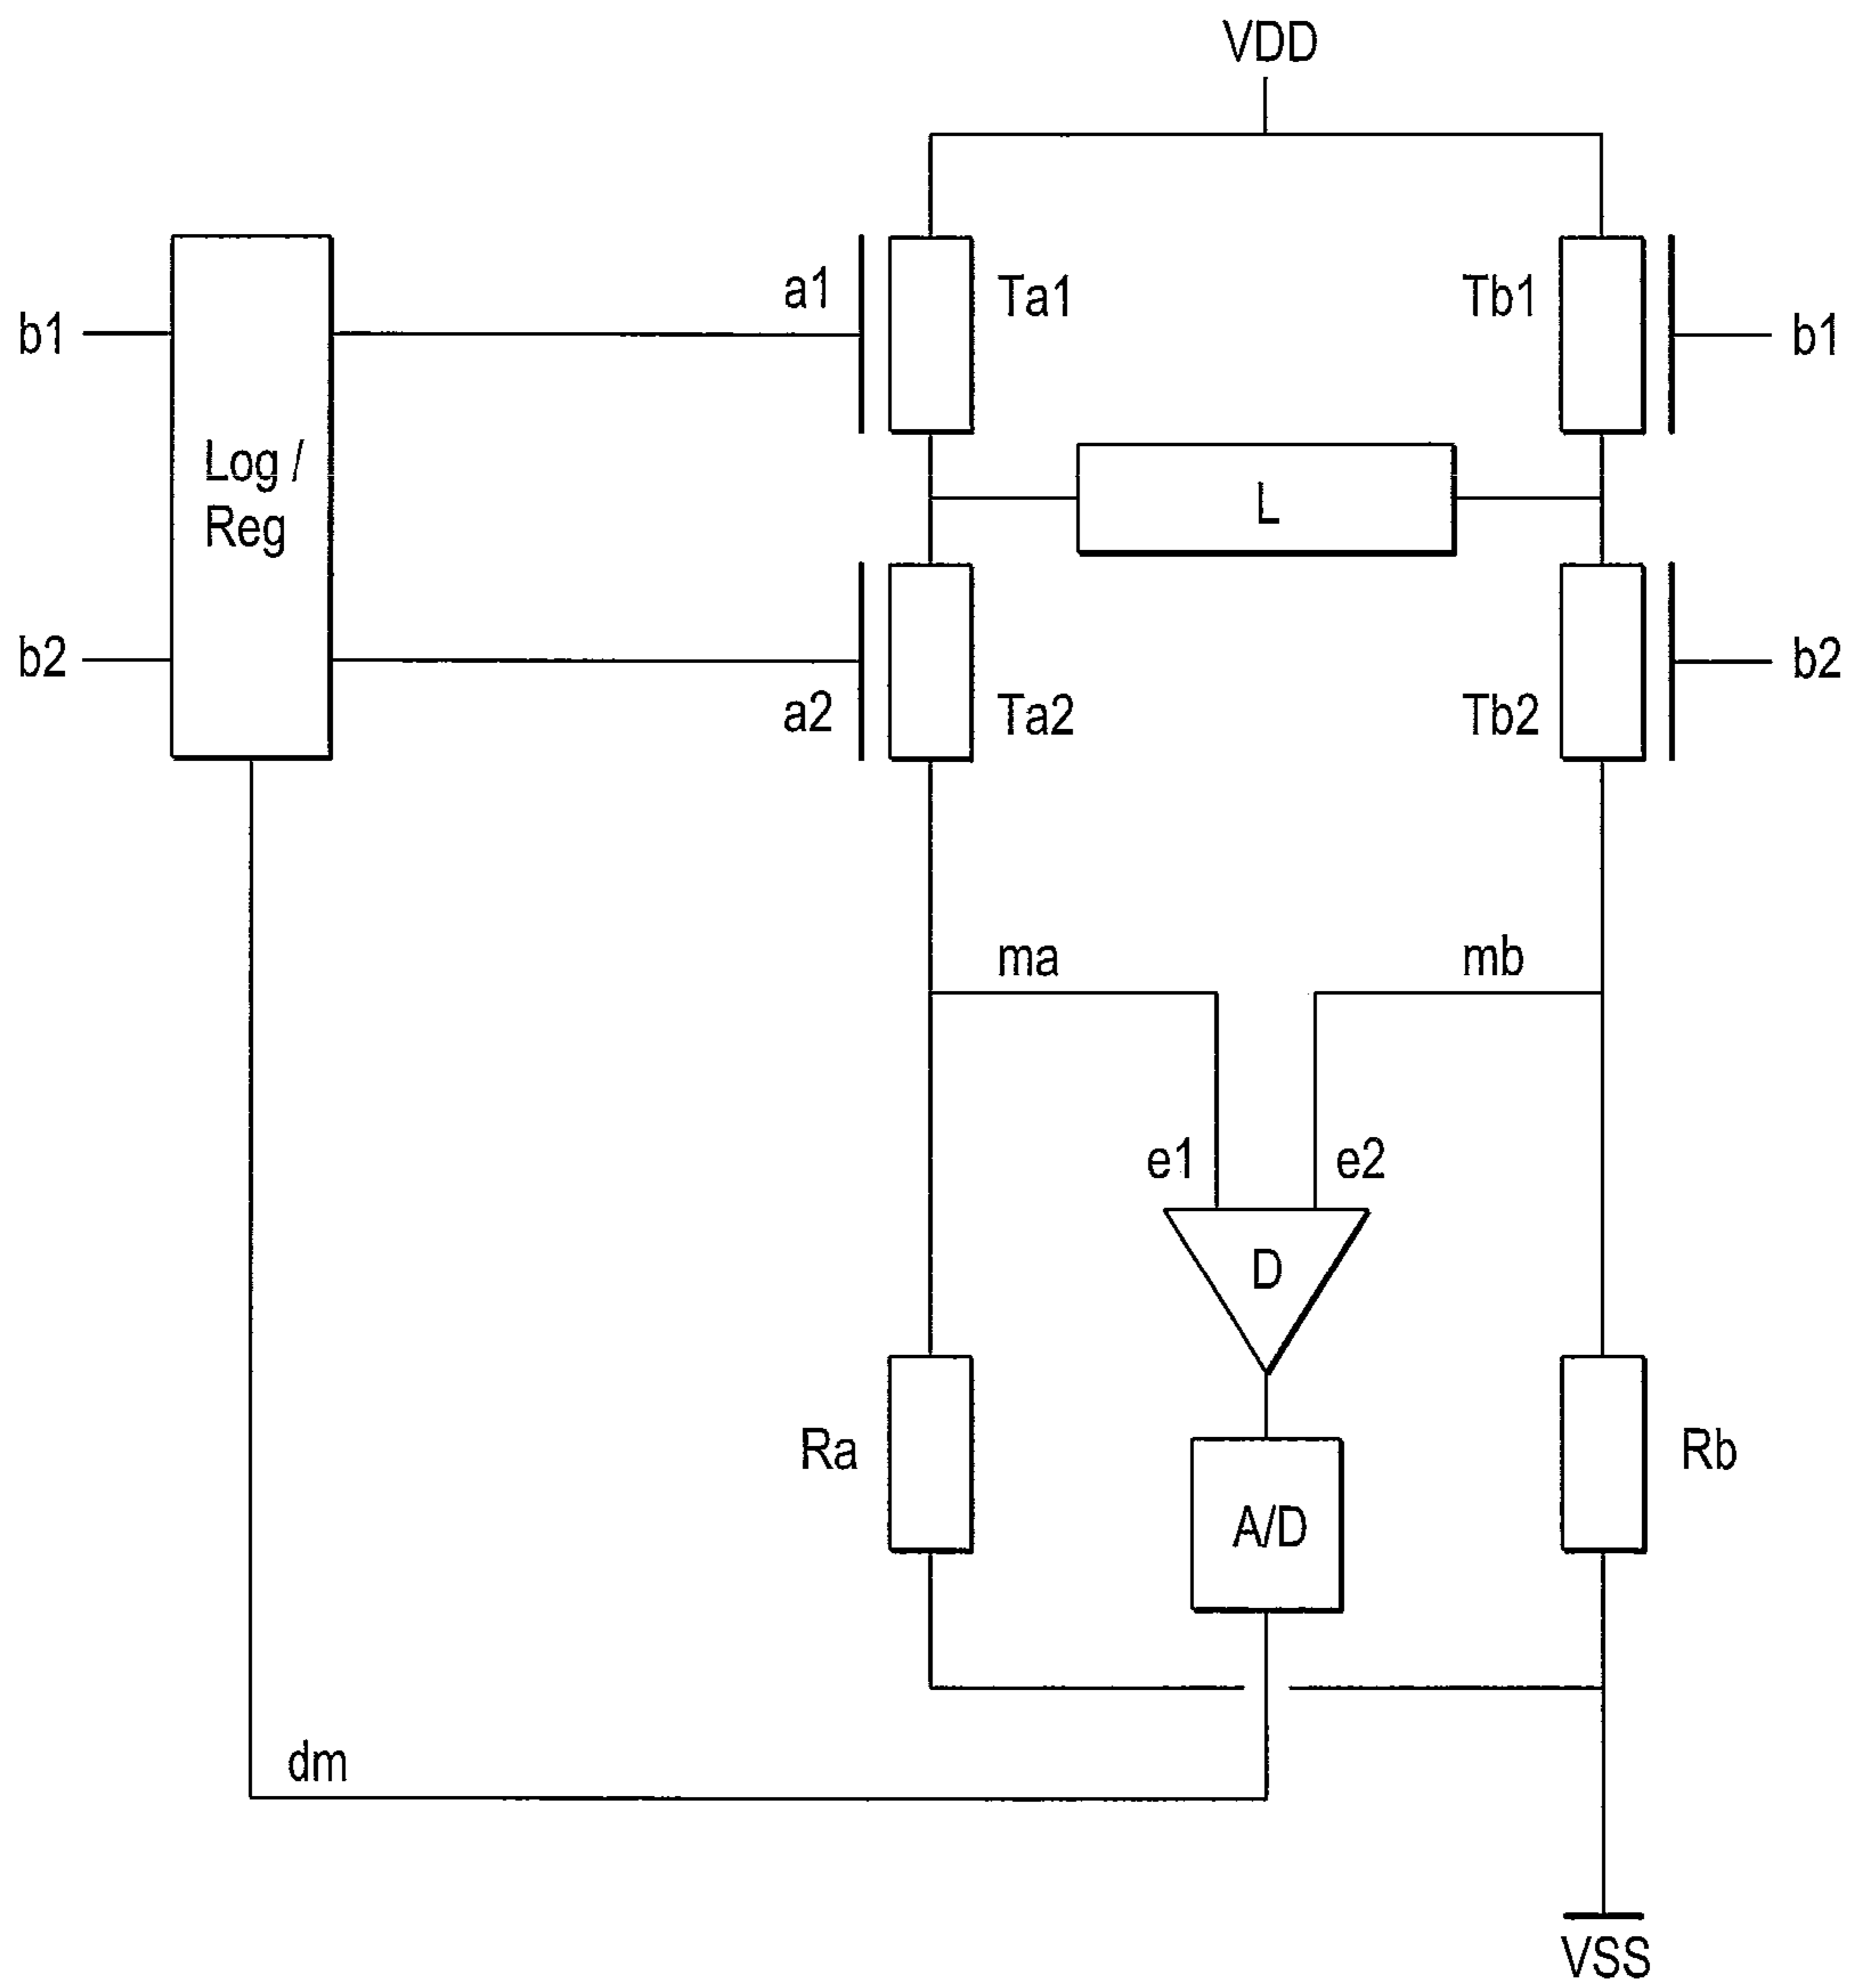 VDD
a1
Ta1
Tb1
b1
b1
Log /
Reg
L
b2
a2
Ta2
Tb2
b2
ma
mb
e1
e2
D
Ra
A/D
Rb
dm
VSS